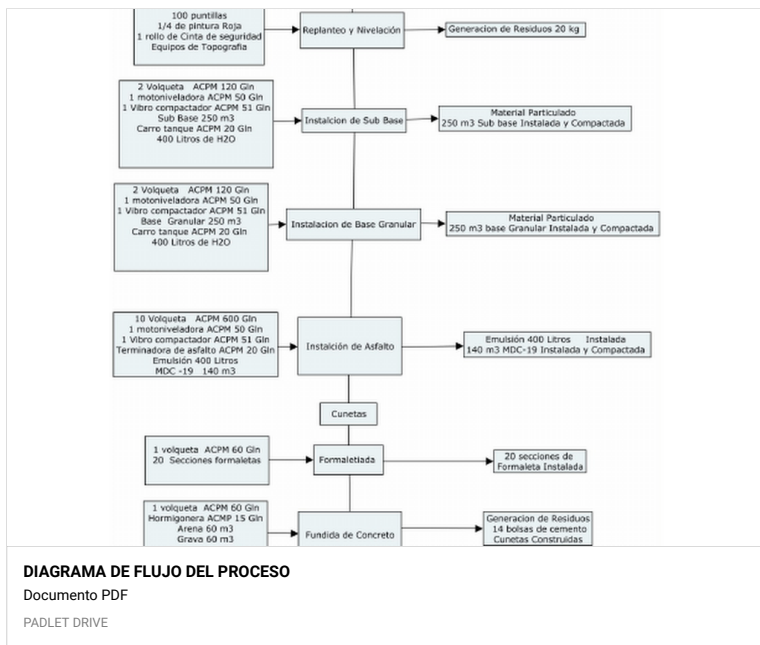 100 puntillas
1/4 de pintura Roja
1 rollo de Cinta de seguridad
Equipos de Topografia
Replanteo y Nivelación
Generacion de Residuos 20 kg
2 Volqueta ACPM 120 Gln
1 motoniveladora ACPM 50 Gln
1 Vibro compactador ACPM 51 Gln
Sub Base 250 m3
Carro tanque ACPM 20 Gln
400 Litros de H2O
Instalcion de Sub Base
Material Particulado
250 m3 Sub base Instalada y Compactada
2 Volqueta ACPM 120 Gln
1 motoniveladora ACPM 50 Gln
1 Vibro compactador ACPM 51 Gln
Base Granular 250 m3
Carro tanque ACPM 20 Gln
400 Litros de H2O
Instalacion de Base Granular
Material Particulado
250 m3 base Granular Instalada y Compactada
10 Volqueta ACPM 600 Gln
1 motoniveladora ACPM 50 Gln
1 Vibro compactador ACPM 51 Gln
Terminadora de asfalto ACPM 20 Gln
Emulsión 400 Litros
MDC -19 140 m3
Instalción de Asfalto
Emulsión 400 Litros Instalada
140 m3 MDC-19 Instalada y Compactada
Cunetas
1 volqueta ACPM 60 Gln
20 Secciones formaletas
Formaletiada
20 secciones de
Formaleta Instalada
1 volqueta ACPM 60 Gln
Hormigonera ACMP 15 Gln
Arena 60 m3
Grava 60 m3
Fundida de Concreto
Generacion de Residuos
14 bolsas de cemento
Cunetas Construidas
DIAGRAMA DE FLUJO DEL PROCESO
Documento PDF
PADLET DRIVE